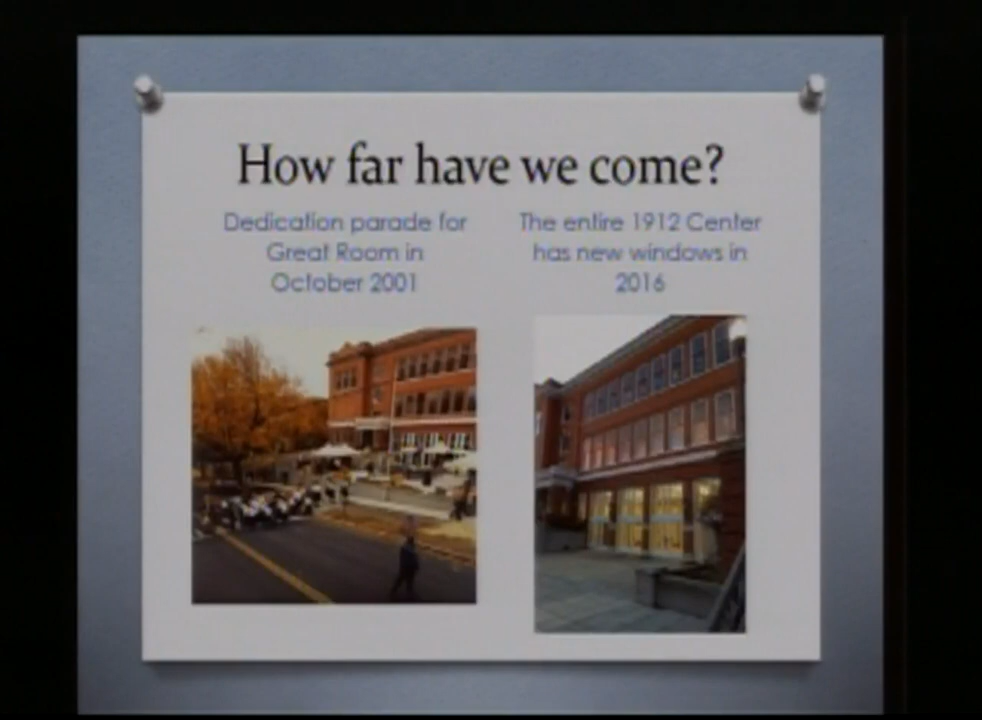 How far have we come?
Dedication parade for
Great Room in
October 2001
The entire 1912 Center
has new windows in
2016